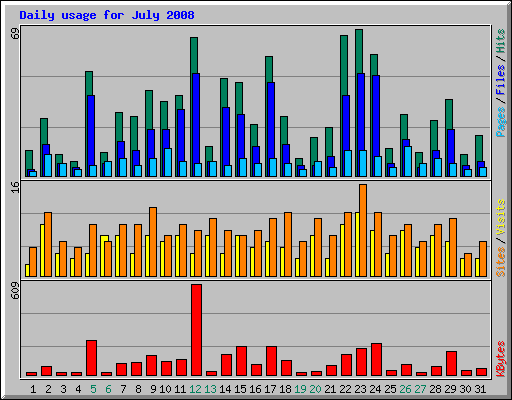 Daily usage for July 2008
69
Pages / Files / Hits
16
Sites / Visits
609
KBytes
1 2 3 4 5 6 7 8 9 10 11 12 13 14 15 16 17 18 19 20 21 22 23 24 25 26 27 28 29 30 31